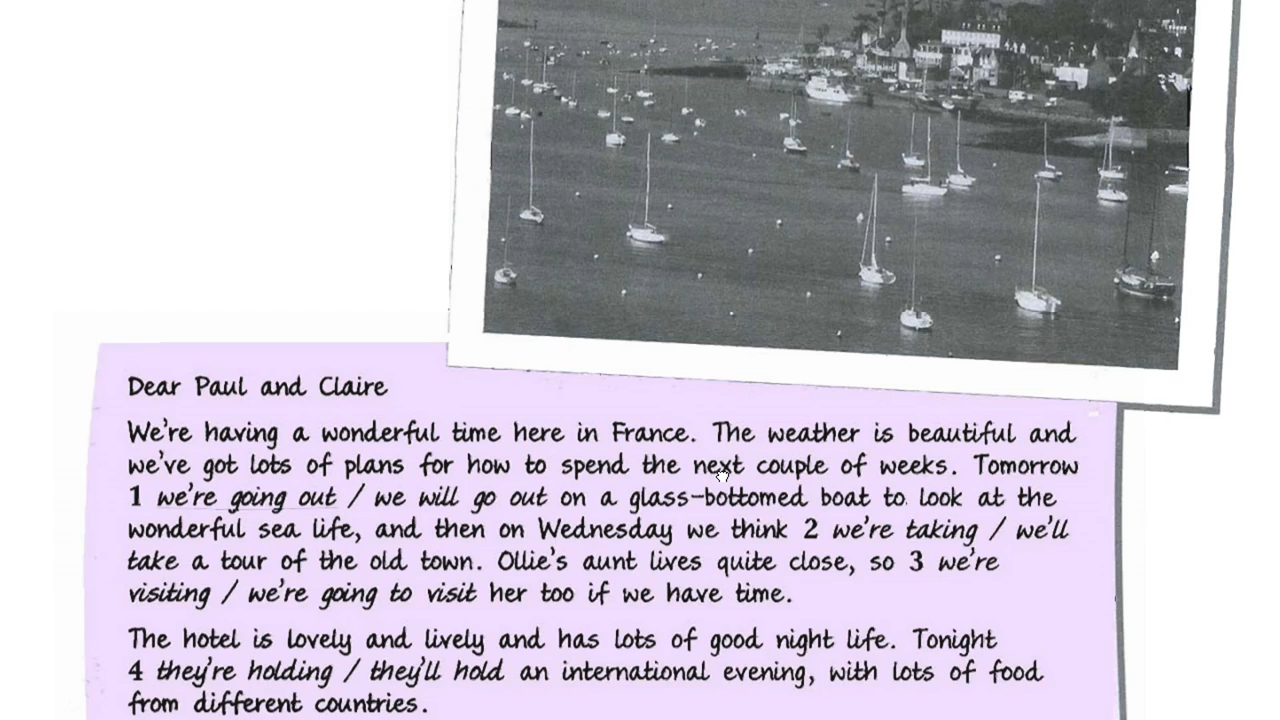 Dear Paul and Claire
We're having a wonderful time here in France. The weather is beautiful and
we've got lots of plans for how to spend the next couple of weeks. Tomorrow
1 we're going out / we will go out on a glass-bottomed boat to look at the
wonderful sea life, and then on Wednesday we think 2 we're taking / we'll
take a tour of the old town. Ollie's aunt lives quite close, so 3 we're
visiting / we're going to visit her too if we have time.
The hotel is lovely and lively and has lots of good night life. Tonight
4 they're holding / they'll hold an international evening, with lots of food
from different countries.